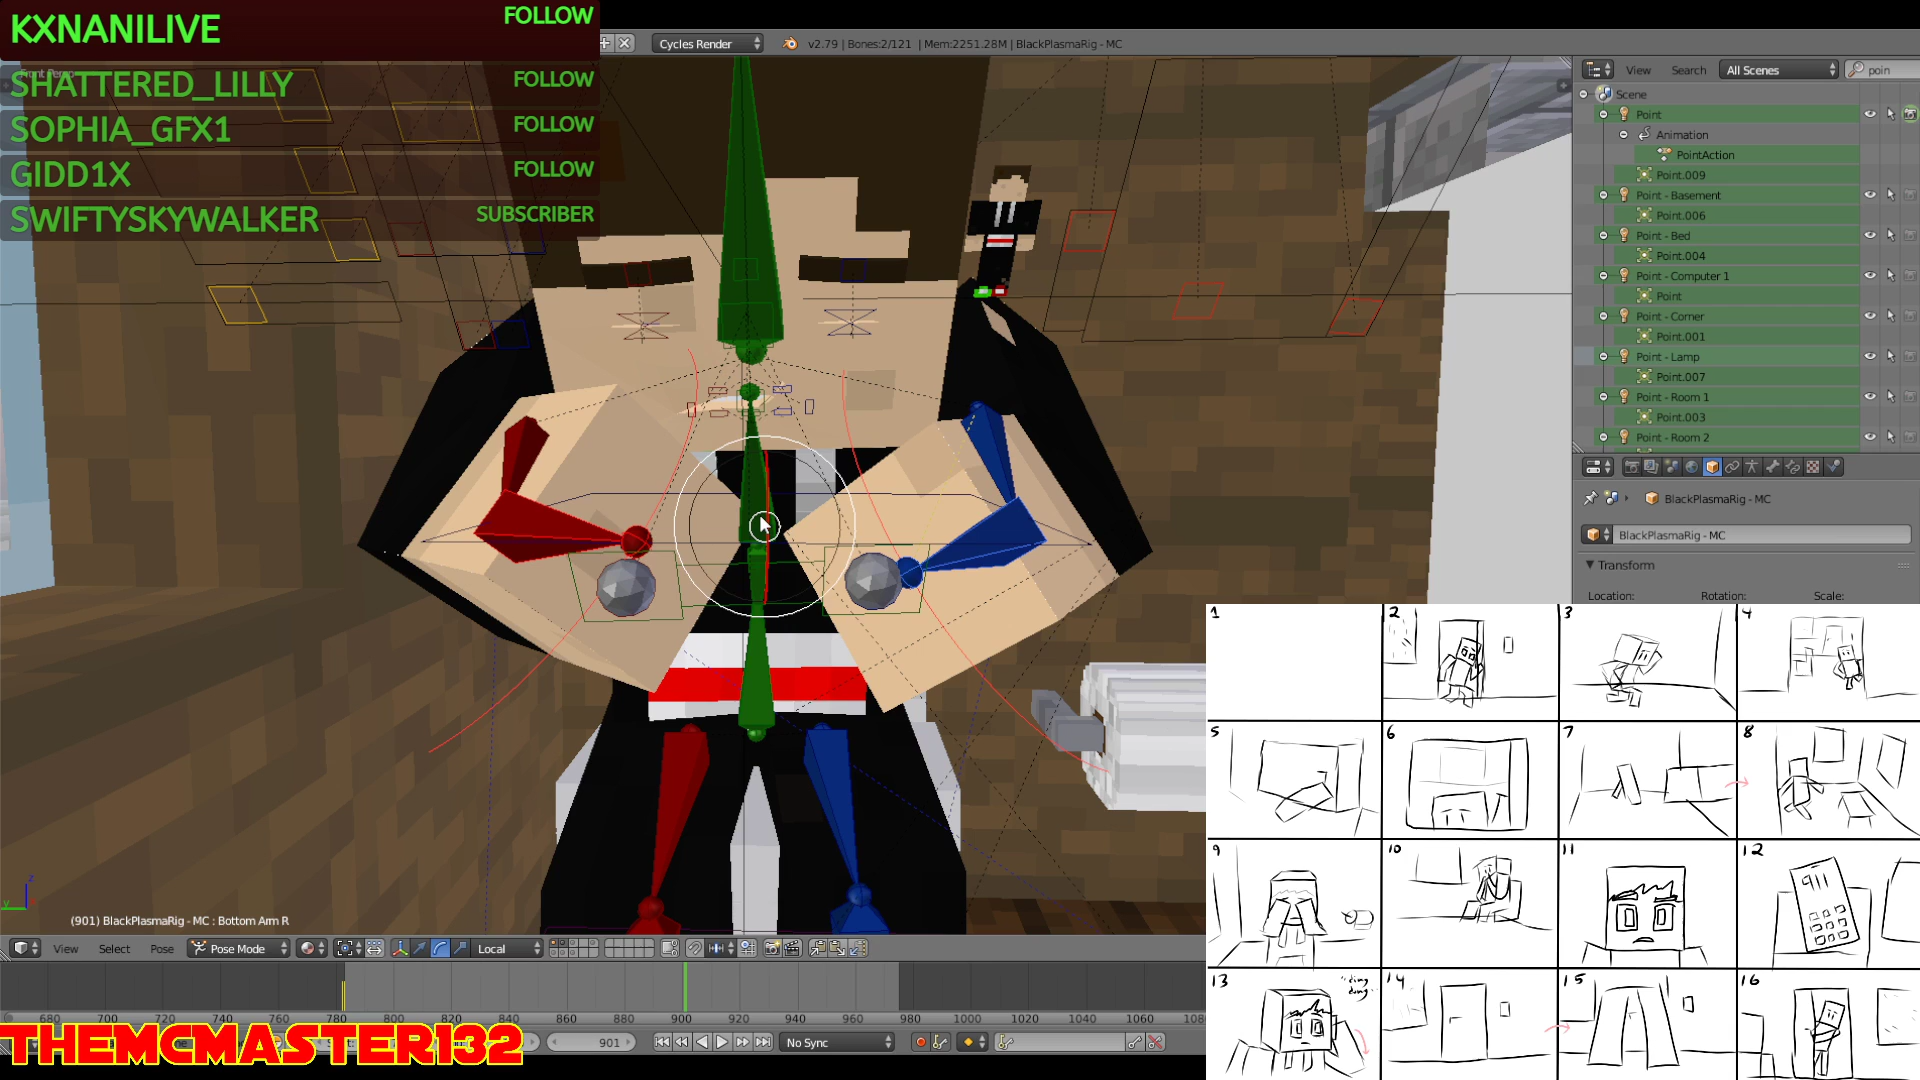 KXNANILIVE FOLLOW
SHATTERED_LILLY FOLLOW
SOPHIA_GFX1 FOLLOW
GIDD1X FOLLOW
SWIFTYSKYWALKER SUBSCRIBER
Cycles Render
v2.79 | Bones:2/121 | Mem:2251.28M | BlackPlasmaRig - MC
View Search All Scenes poin
Scene
Point
Animation
PointAction
Point.009
Point - Basement
Point.006
Point - Bed
Point.004
Point - Computer 1
Point
Point - Corner
Point.001
Point - Lamp
Point.007
Point - Room 1
Point.003
Point - Room 2
BlackPlasmaRig - MC
BlackPlasmaRig - MC
Transform
Location: Rotation: Scale:
1 2 3 4
5 6 7 8
9 10 11 12
911
13 14 15 16
"ding
dong"
z
y
(901) BlackPlasmaRig - MC : Bottom Arm R
View Select Pose Pose Mode Local
680 700 720 740 760 780 800 820 840 860 880 900 920 940 960 980 1000 1020 1040 1060 108
901 No Sync
THEMCMASTER132